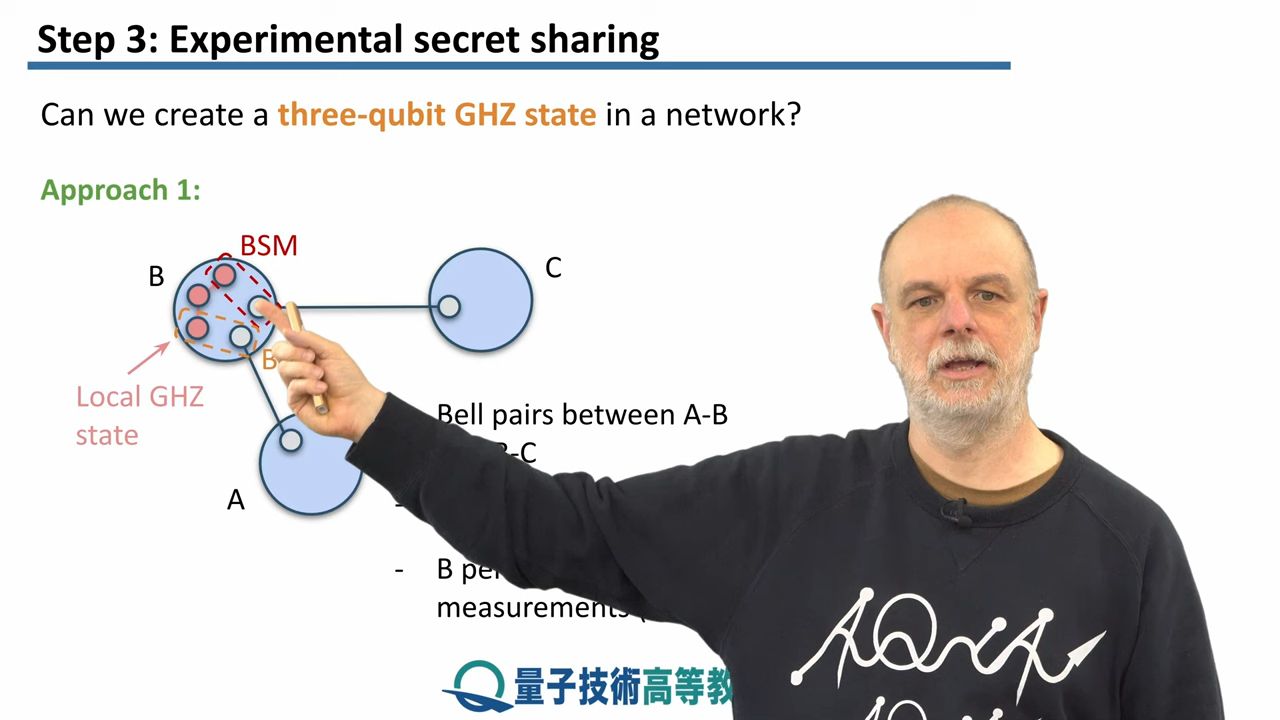 Step 3: Experimental secret sharing
Can we create a three-qubit GHZ state in a network?
Approach 1:
BSM
B
C
Local GHZ
state
A
Bell pairs between A-B
B-C
-
- B
measurements
量子技術高等教
AQUA